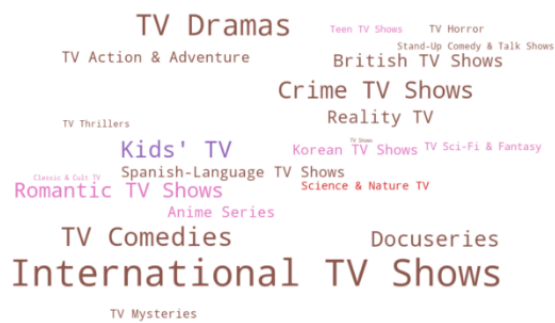 TV Dramas
Teen TV Shows
TV Horror
Stand-Up Comedy & Talk Shows
TV Action & Adventure
British TV Shows
Crime TV Shows
Reality TV
TV Thrillers
TV Shows
Kids' TV
Korean TV Shows
TV Sci-Fi & Fantasy
Spanish-Language TV Shows
Classic & Cult TV
Science & Nature TV
Romantic TV Shows
Anime Series
TV Comedies
Docuseries
International TV Shows
TV Mysteries